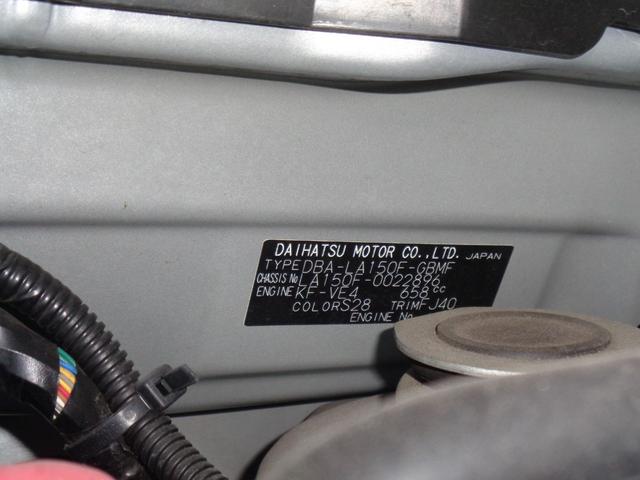 DAIHATSU MOTOR CO.,LTD. JAPAN
TYPE DBA-LA150F-GBMF
CHASSIS No LA150F-0022896
ENGINE KF-VE4 658cc
COLOR S28 TRIM FJ40
ENGINE No